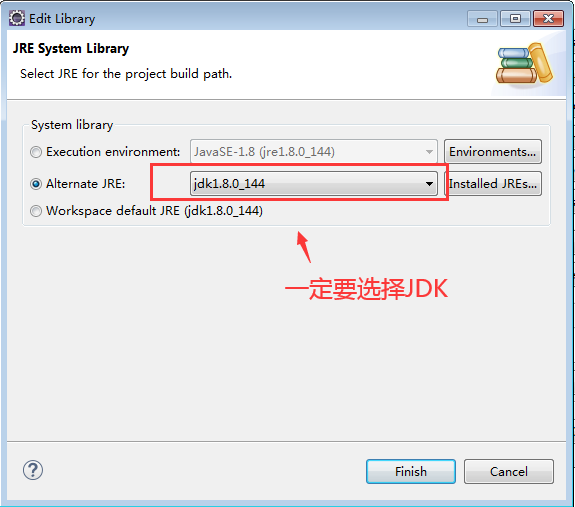 Edit Library
JRE System Library
Select JRE for the project build path.
System library
Execution environment: JavaSE-1.8 (jre1.8.0_144) Environments...
Alternate JRE: jdk1.8.0_144 Installed JREs...
Workspace default JRE (jdk1.8.0_144)
一定要选择JDK
? Finish Cancel